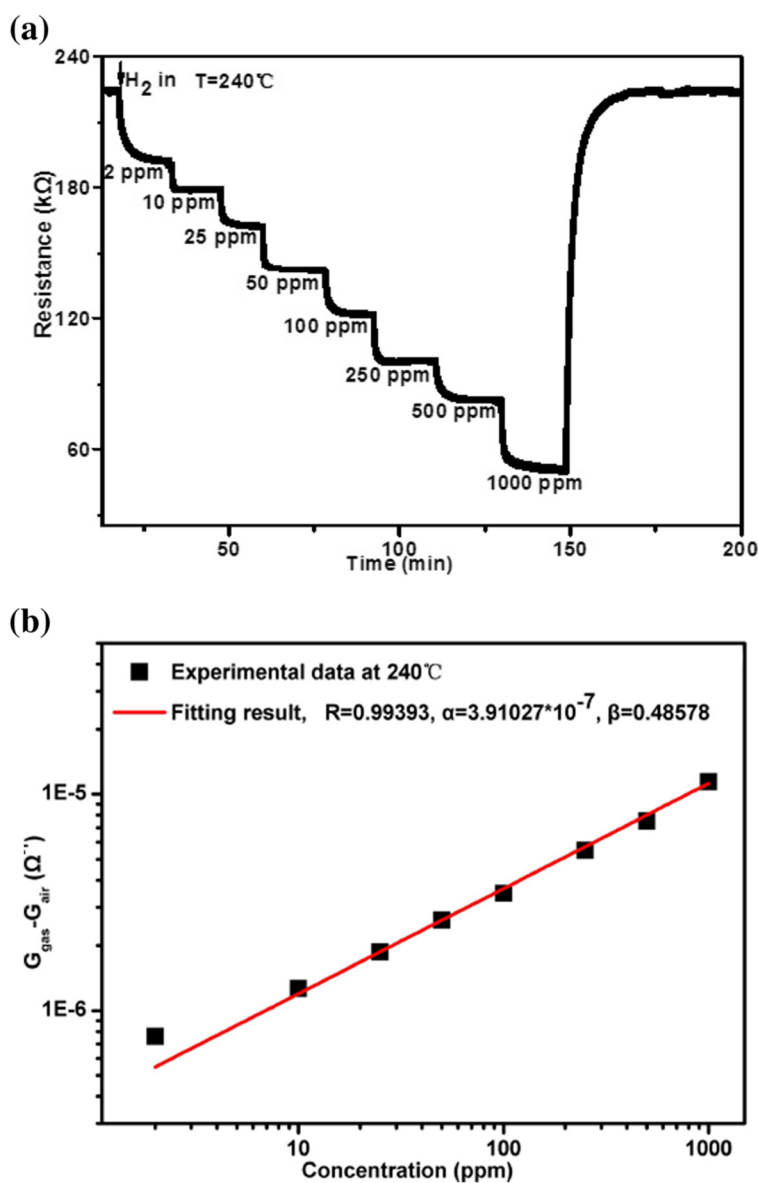 (a)
240
H2 in T=240℃
2 ppm
180
10 ppm
25 ppm
50 ppm
120
100 ppm
250 ppm
500 ppm
60
1000 ppm
Resistance (kΩ)
50 100 150 200
Time (min)
(b)
Experimental data at 240℃
Fitting result, R=0.99393, α=3.91027*10-7, β=0.48578
1E-5
1E-6
Ggas-Gair (Ω-1)
10 100 1000
Concentration (ppm)